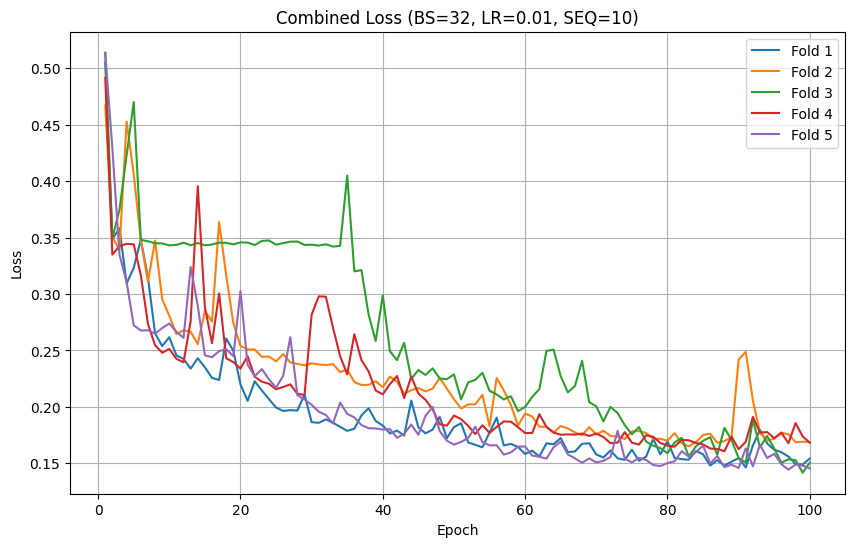 Combined Loss (BS=32, LR=0.01, SEQ=10)
Fold 1
Fold 2
Fold 3
Fold 4
Fold 5
Loss
0.50
0.45
0.40
0.35
0.30
0.25
0.20
0.15
0
20
40
60
80
100
Epoch